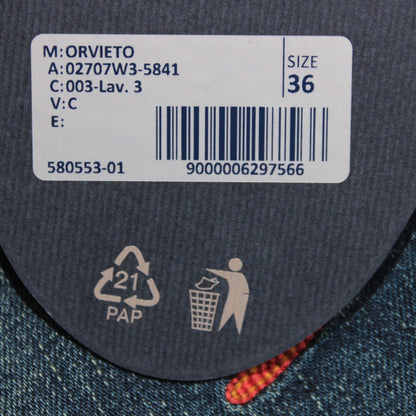 M:ORVIETO
A:02707W3-5841
C:003-Lav. 3
V:C
E:
SIZE
36
580553-01
9000006297566
21
PAP